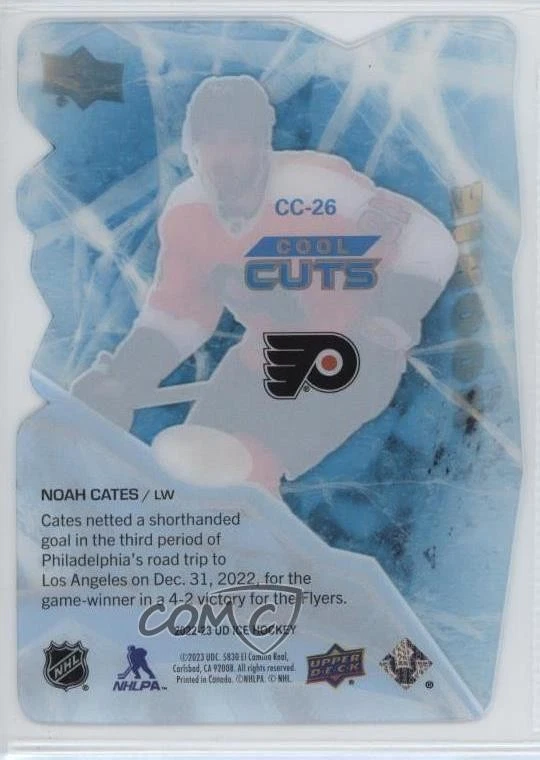 CC-26
COOL
CUTS
NOAH CATES / LW
Cates netted a shorthanded
goal in the third period of
Philadelphia's road trip to
Los Angeles on Dec. 31, 2022, for the
game-winner in a 4-2 victory for the Flyers.
COMC
2022-23 UD ICE HOCKEY
©2023 UDC. 5830 El Camino Real,
Carlsbad, CA 92008. All rights reserved.
Printed in Canada. ©NHLPA. © NHL.
NHL
NHLPA™
UPPER
DECK
®